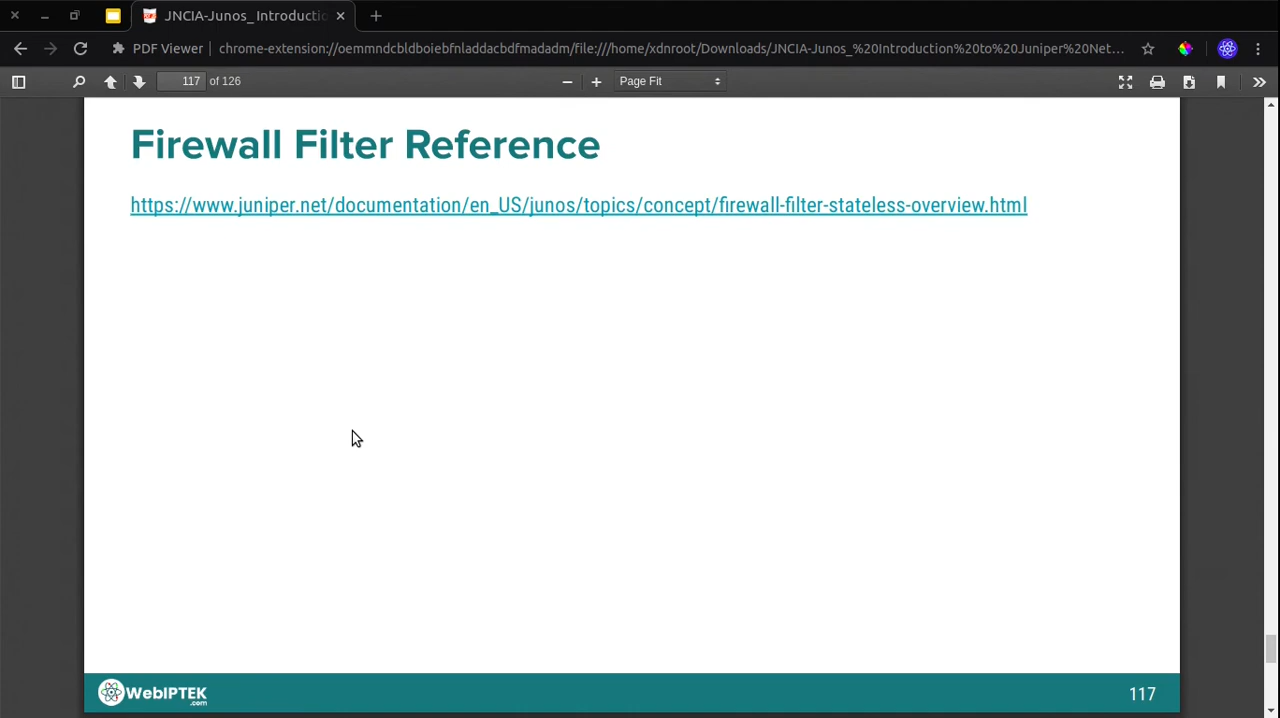 JNCIA-Junos_ Introductio
PDF Viewer
chrome-extension://oemmndcbldboiebfnladdacbdfmadadm/file:///home/xdnroot/Downloads/JNCIA-Junos_%20Introduction%20to%20Juniper%20Net...
117 of 126
Page Fit
Firewall Filter Reference
https://www.juniper.net/documentation/en_US/junos/topics/concept/firewall-filter-stateless-overview.html
WebIPTEK
.com
117